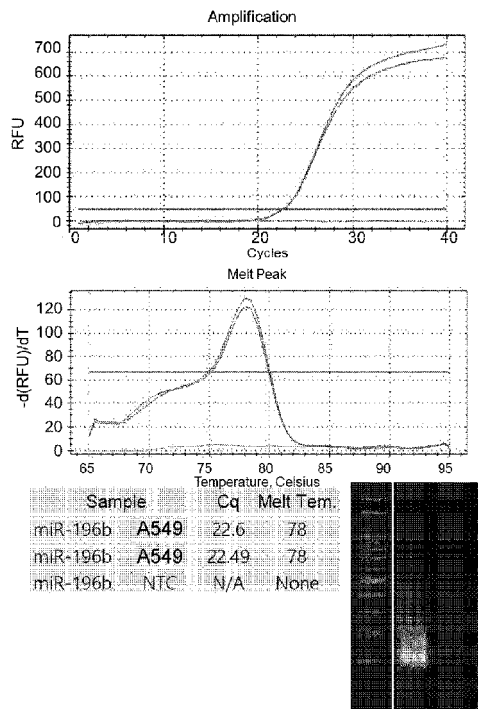 Amplification
700
600
500
400
300
200
100
0
RFU
0 10 20 30 40
Cycles
Melt Peak
120
100
80
60
40
20
0
-d(RFU)/dT
65 70 75 80 85 90 95
Temperature, Celsius
Sample Cq Melt Tem.
miR-196b A549 22.6 78
miR-196b A549 22.49 78
miR-196b NTC N/A None